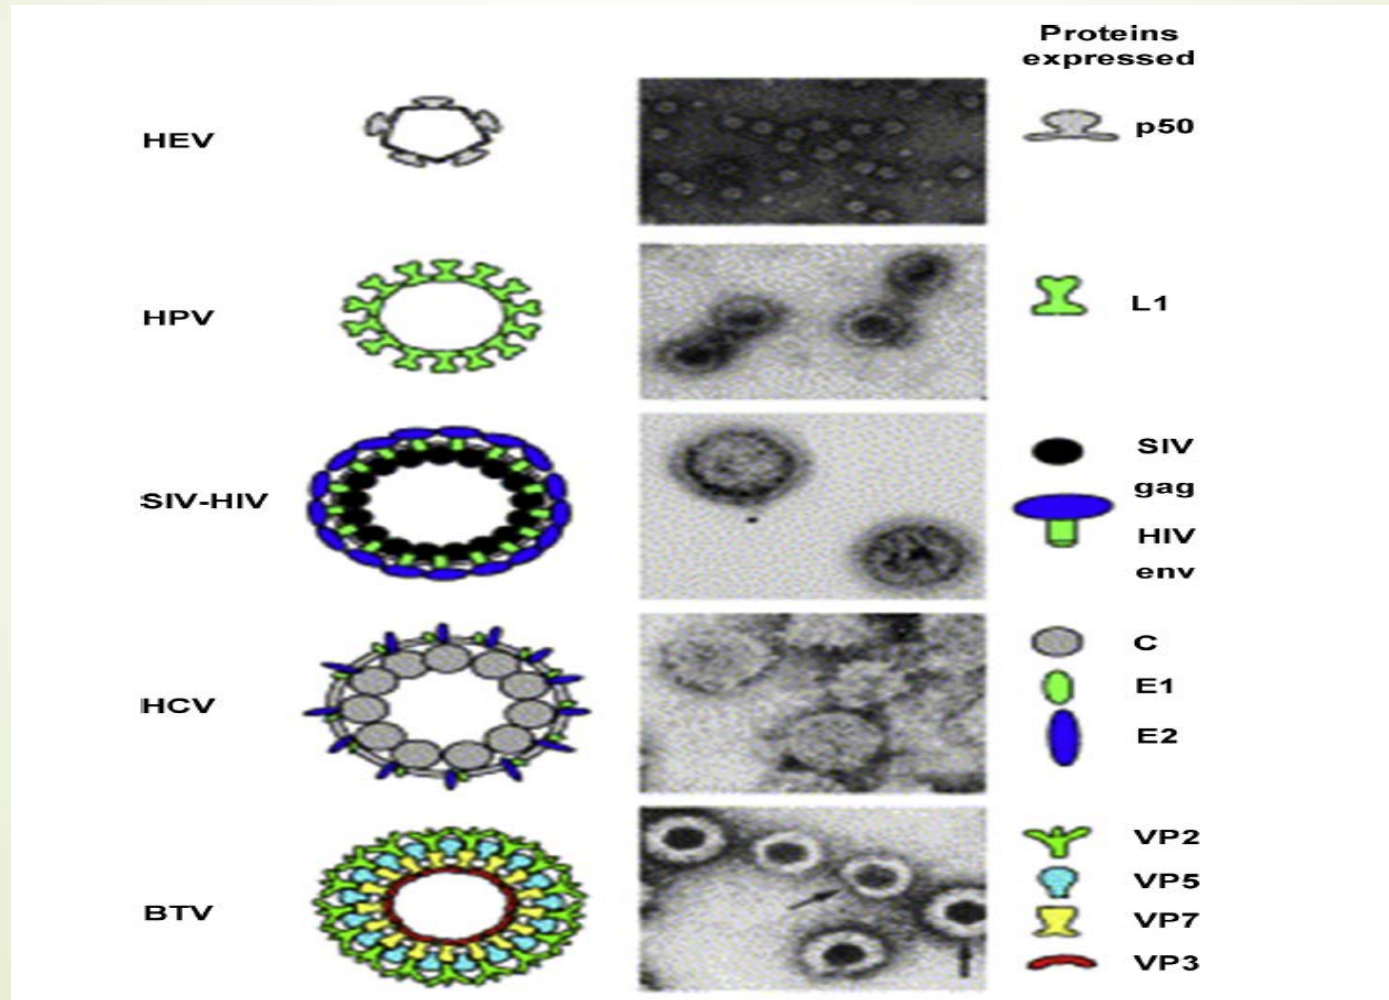 Proteins
expressed
HEV
p50
HPV
L1
SIV-HIV
SIV
gag
HIV
env
HCV
C
E1
E2
BTV
VP2
VP5
VP7
VP3